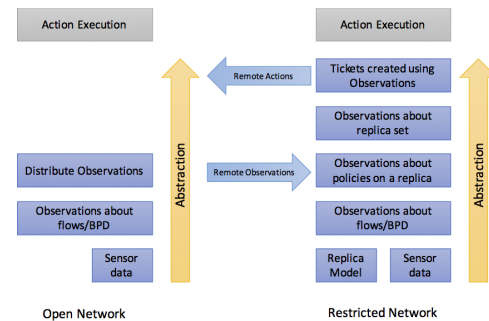 Action Execution
Distribute Observations
Observations about
flows/BPD
Sensor
data
Abstraction
Open Network
Remote Actions
Remote Observations
Action Execution
Tickets created using
Observations
Observations about
replica set
Observations about
policies on a replica
Observations about
flows/BPD
Replica
Model
Sensor
data
Abstraction
Restricted Network